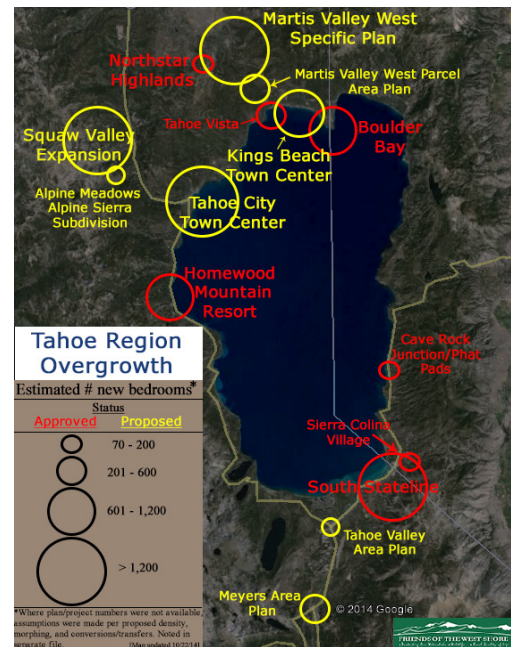 Martis Valley West
Specific Plan
Northstar
Highlands
Martis Valley West Parcel
Area Plan
Tahoe Vista
Boulder
Bay
Squaw Valley
Expansion
Kings Beach
Town Center
Alpine Meadows
Alpine Sierra
Subdivision
Tahoe City
Town Center
Homewood
Mountain
Resort
Cave Rock
Junction/Phat
Pads
Sierra Colina
Village
South Stateline
Tahoe Valley
Area Plan
Meyers Area
Plan
© 2014 Google
Tahoe Region
Overgrowth
Estimated # new bedrooms*
Status
Approved Proposed
70 - 200
201 - 600
601 - 1,200
> 1,200
*Where plan/project numbers were not available,
assumptions were made per proposed density,
morphing, and conversions/transfers. Noted in
separate file. [Map updated 10/22/14]
FRIENDS OF THE WEST SHORE